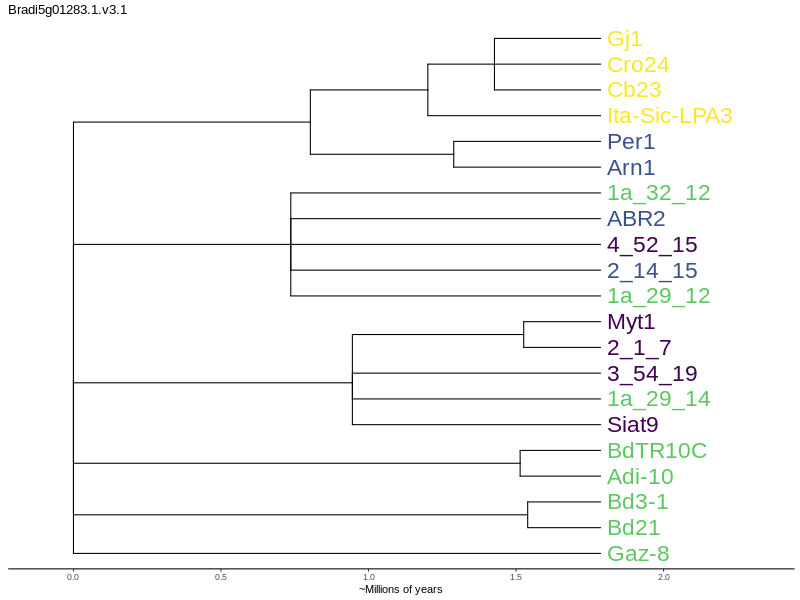 Bradi5g01283.1.v3.1
Gj1
Cro24
Cb23
Ita-Sic-LPA3
Per1
Arn1
1a_32_12
ABR2
4_52_15
2_14_15
1a_29_12
Myt1
2_1_7
3_54_19
1a_29_14
Siat9
BdTR10C
Adi-10
Bd3-1
Bd21
Gaz-8
0.0 0.5 1.0 1.5 2.0
~Millions of years